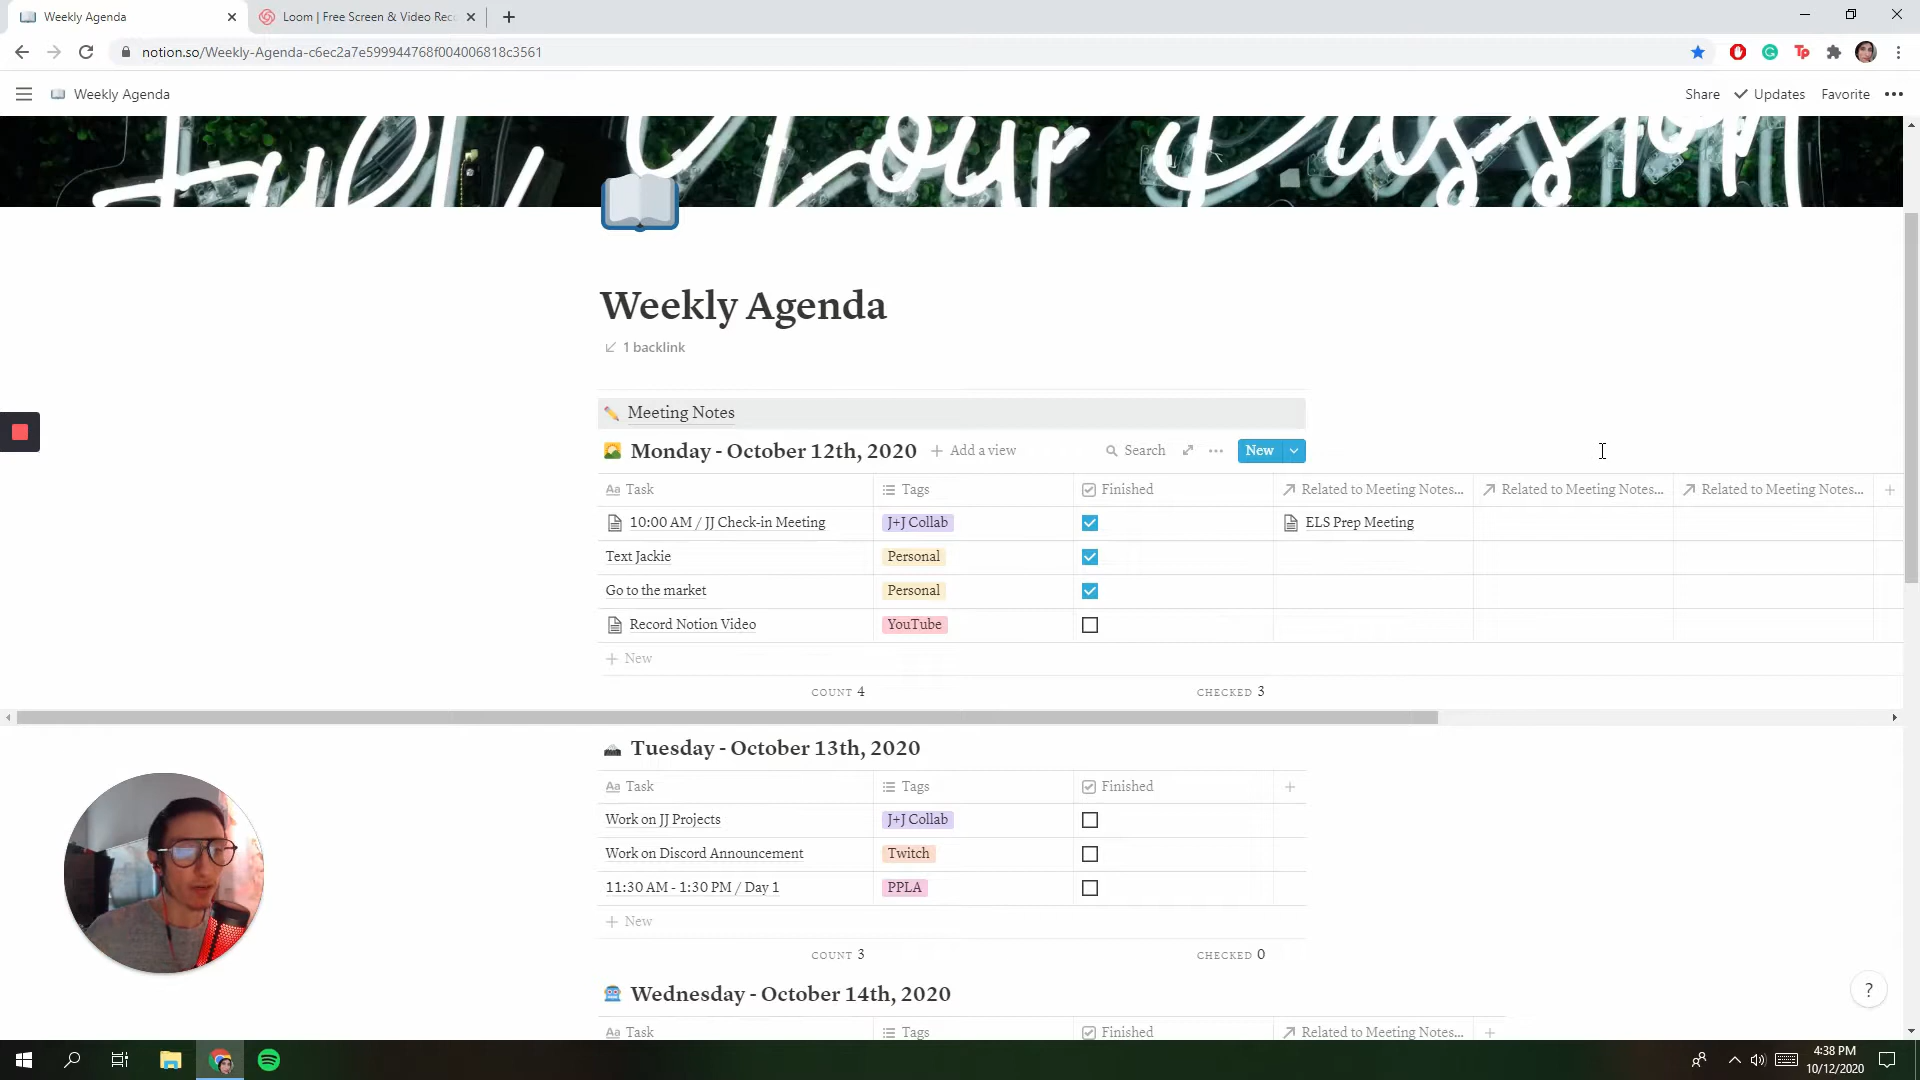 Weekly Agenda
Loom | Free Screen & Video Rec
notion.so/Weekly-Agenda-c6ec2a7e599944768f004006818c3561
Weekly Agenda
Share
Updates
Favorite
Fuel Your Passion
Weekly Agenda
1 backlink
Meeting Notes
Monday - October 12th, 2020
Add a view
Search
New
Aa Task
Tags
Finished
Related to Meeting Notes...
Related to Meeting Notes...
Related to Meeting Notes...
10:00 AM / JJ Check-in Meeting
J+J Collab
ELS Prep Meeting
Text Jackie
Personal
Go to the market
Personal
Record Notion Video
YouTube
+ New
COUNT 4
CHECKED 3
Tuesday - October 13th, 2020
Aa Task
Tags
Finished
Work on JJ Projects
J+J Collab
Work on Discord Announcement
Twitch
11:30 AM - 1:30 PM / Day 1
PPLA
+ New
COUNT 3
CHECKED 0
Wednesday - October 14th, 2020
?
Aa Task
Tags
Finished
Related to Meeting Notes...
4:38 PM
10/12/2020